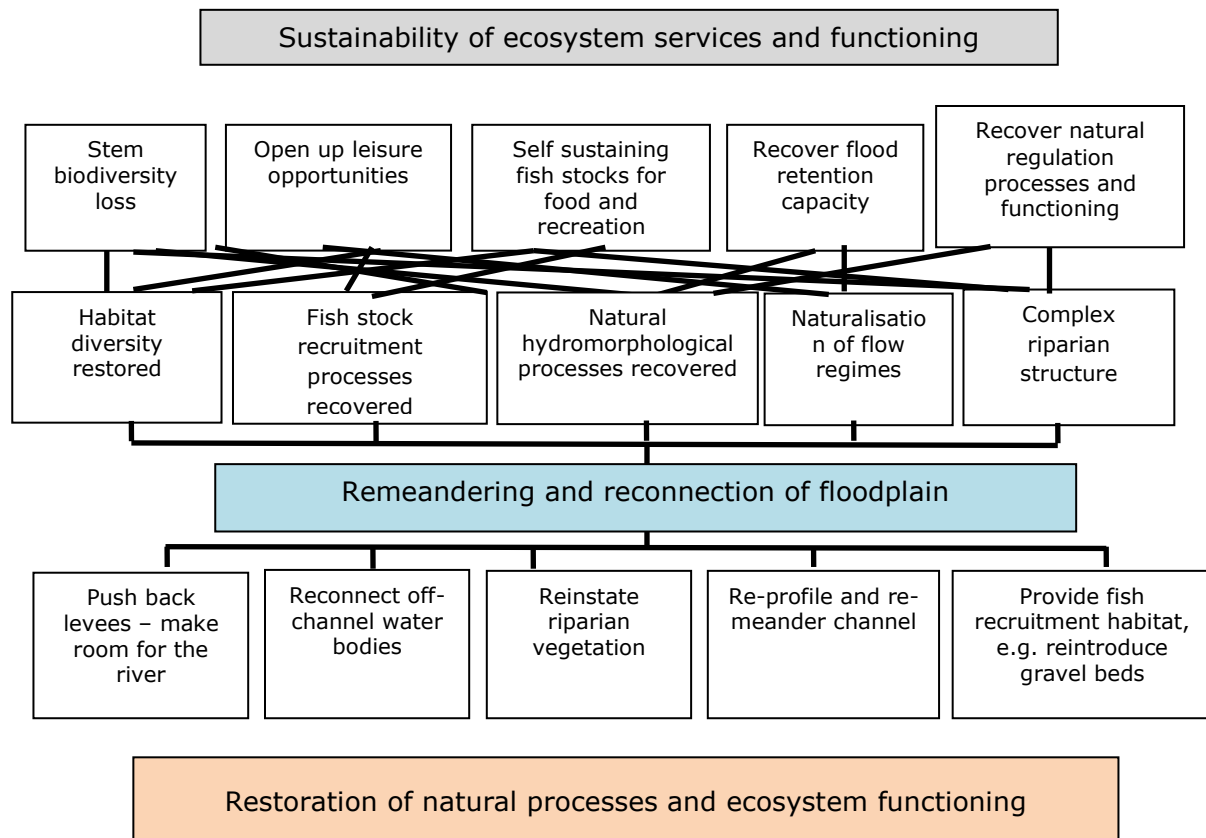 Sustainability of ecosystem services and functioning
Stem
biodiversity
loss
Open up leisure
opportunities
Self sustaining
fish stocks for
food and
recreation
Recover flood
retention
capacity
Recover natural
regulation
processes and
functioning
Habitat
diversity
restored
Fish stock
recruitment
processes
recovered
Natural
hydromorphological
processes recovered
Naturalisatio
n of flow
regimes
Complex
riparian
structure
Remeandering and reconnection of floodplain
Push back
levees – make
room for the
river
Reconnect off-
channel water
bodies
Reinstate
riparian
vegetation
Re-profile and re-
meander channel
Provide fish
recruitment habitat,
e.g. reintroduce
gravel beds
Restoration of natural processes and ecosystem functioning